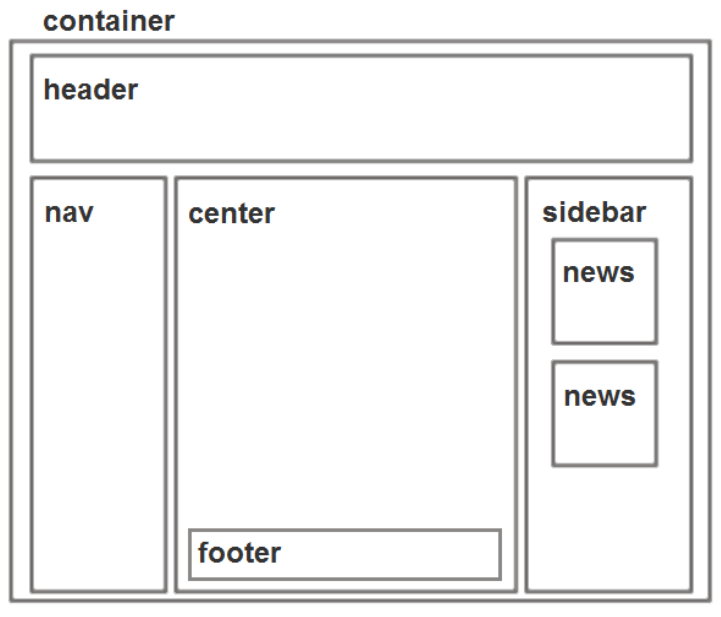 container
header
nav
center
sidebar
news
news
footer